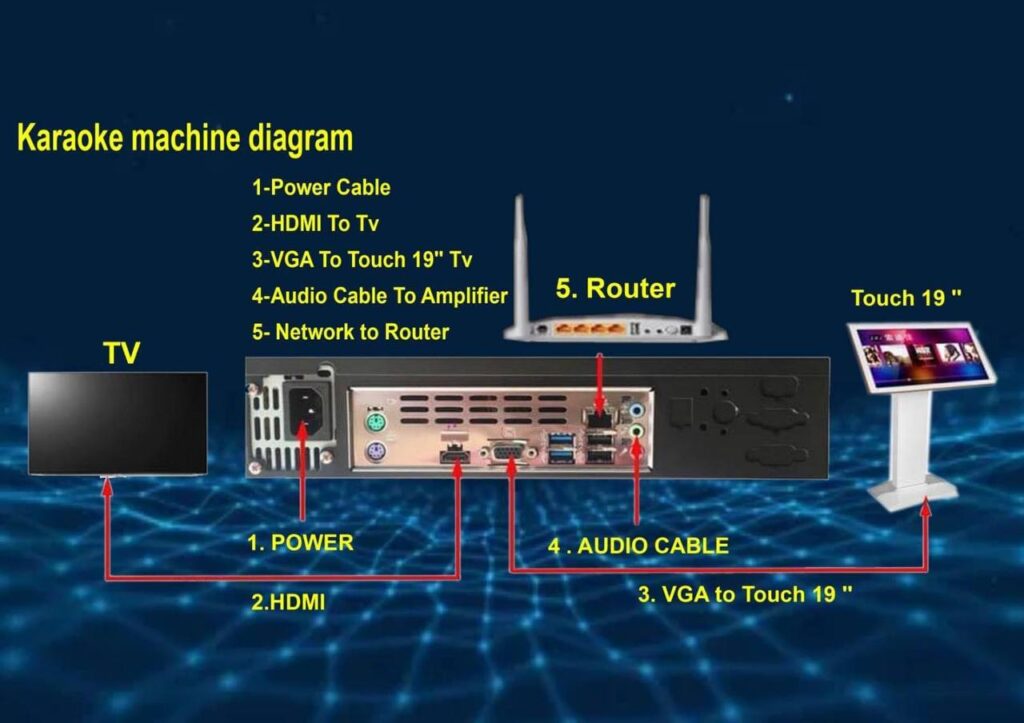 Karaoke machine diagram
1-Power Cable
2-HDMI To Tv
3-VGA To Touch 19" Tv
4-Audio Cable To Amplifier
5- Network to Router
5. Router
Touch 19 "
TV
1. POWER
4 . AUDIO CABLE
2.HDMI
3. VGA to Touch 19 "